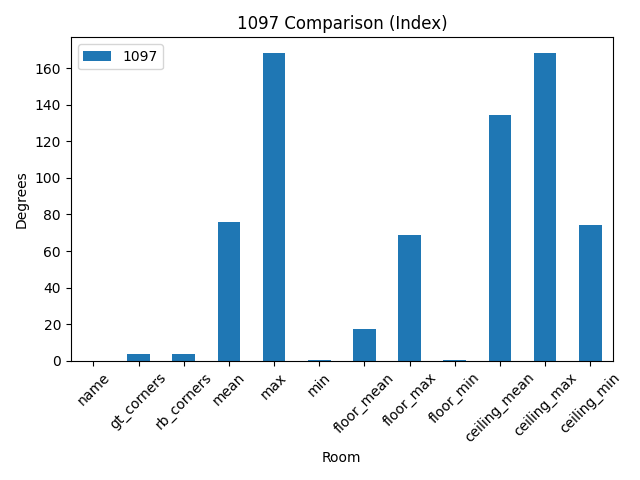 1097 Comparison (Index)
1097
Degrees
160
140
120
100
80
60
40
20
0
name
gt_corners
rb_corners
mean
max
min
floor_mean
floor_max
floor_min
ceiling_mean
ceiling_max
ceiling_min
Room